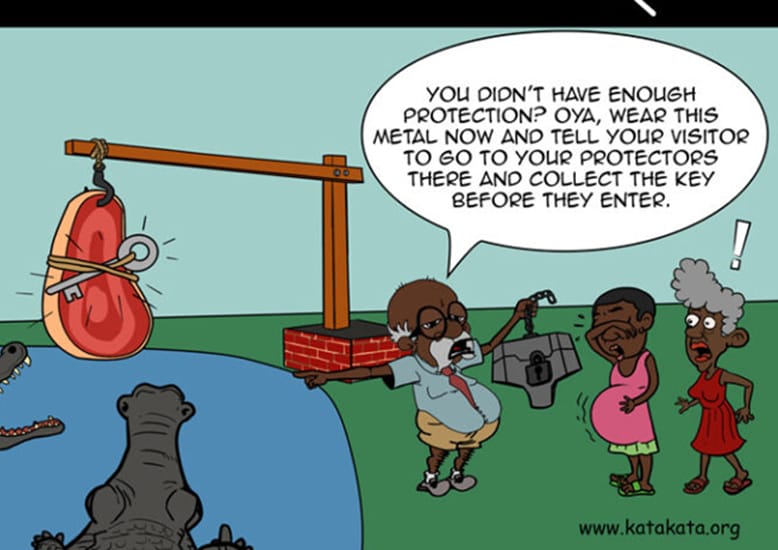 YOU DIDN'T HAVE ENOUGH
PROTECTION? OYA, WEAR THIS
METAL NOW AND TELL YOUR VISITOR
TO GO TO YOUR PROTECTORS
THERE AND COLLECT THE KEY
BEFORE THEY ENTER.
!
www.katakata.org